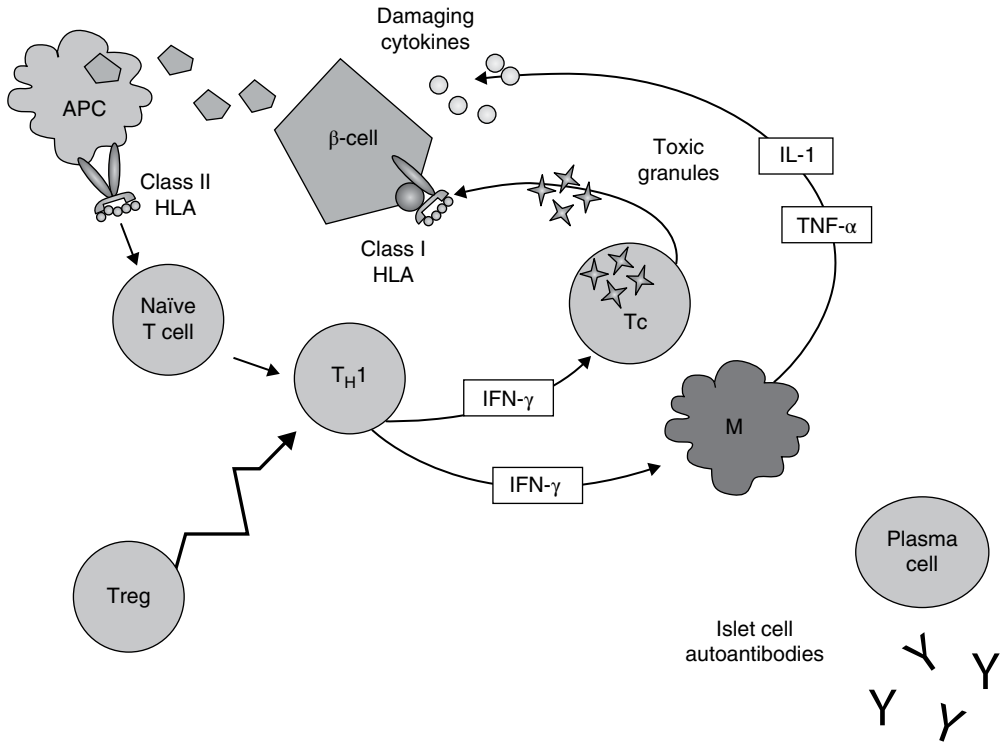 Damaging
cytokines
APC
β-cell
Class II
HLA
Class I
HLA
Toxic
granules
IL-1
TNF-α
Naïve
T cell
Tc
TH1
IFN-γ
M
IFN-γ
Treg
Plasma
cell
Islet cell
autoantibodies